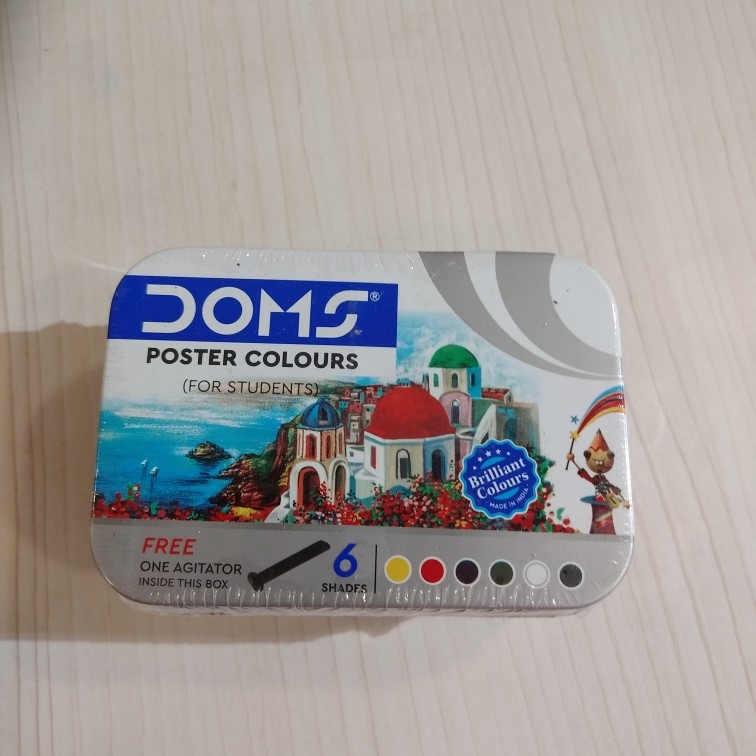 DOMS®
POSTER COLOURS
(FOR STUDENTS)
Brilliant
Colours
MADE IN INDIA
FREE
ONE AGITATOR
INSIDE THIS BOX
6
SHADES